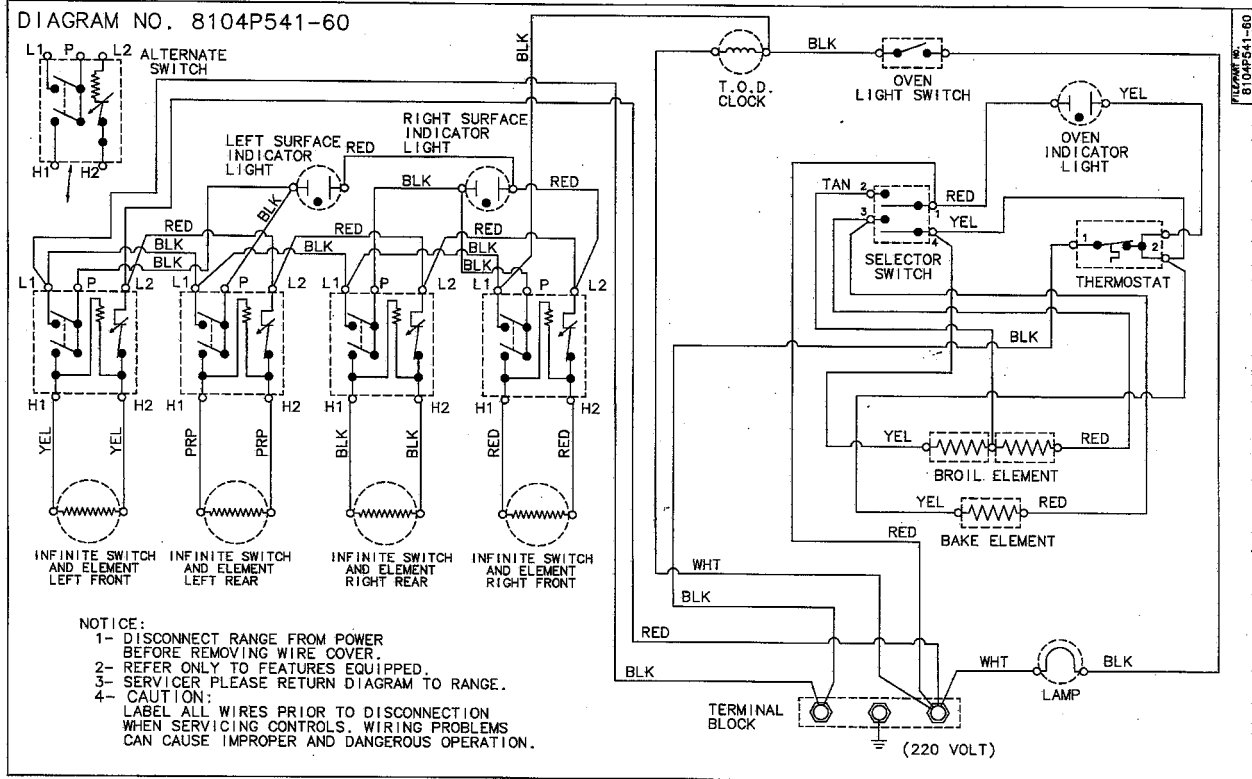 DIAGRAM NO. 8104P541-60
8104P541-60
L1 P L2
ALTERNATE
SWITCH
H1 H2
BLK
T.O.D.
CLOCK
BLK
OVEN
LIGHT SWITCH
YEL
OVEN
INDICATOR
LIGHT
LEFT SURFACE
INDICATOR
LIGHT
RED
RIGHT SURFACE
INDICATOR
LIGHT
BLK
RED
BLK
TAN 2
3
1
4
RED
YEL
SELECTOR
SWITCH
1
2
THERMOSTAT
RED
BLK
BLK
RED
BLK
RED
BLK
L1 P L2
L1 P L2
L1 P L2
L1 P L2
H1 H2
H1 H2
H1 H2
H1 H2
YEL
YEL
PRP
PRP
BLK
BLK
RED
RED
INFINITE SWITCH
AND ELEMENT
LEFT FRONT
INFINITE SWITCH
AND ELEMENT
LEFT REAR
INFINITE SWITCH
AND ELEMENT
RIGHT REAR
INFINITE SWITCH
AND ELEMENT
RIGHT FRONT
BLK
YEL
RED
BROIL ELEMENT
YEL
RED
BAKE ELEMENT
RED
WHT
BLK
RED
BLK
WHT
BLK
LAMP
TERMINAL
BLOCK
(220 VOLT)
NOTICE:
1- DISCONNECT RANGE FROM POWER
BEFORE REMOVING WIRE COVER.
2- REFER ONLY TO FEATURES EQUIPPED.
3- SERVICER PLEASE RETURN DIAGRAM TO RANGE.
4- CAUTION:
LABEL ALL WIRES PRIOR TO DISCONNECTION
WHEN SERVICING CONTROLS. WIRING PROBLEMS
CAN CAUSE IMPROPER AND DANGEROUS OPERATION.